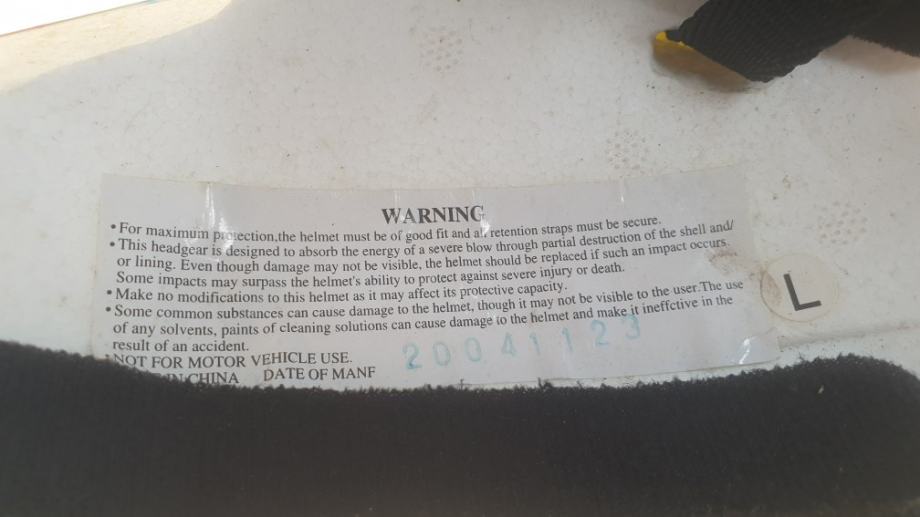 WARNING
• For maximum protection,the helmet must be of good fit and all retention straps must be secure.
• This headgear is designed to absorb the energy of a severe blow through partial destruction of the shell and/
or lining. Even though damage may not be visible, the helmet should be replaced if such an impact occurs.
Some impacts may surpass the helmet's ability to protect against severe injury or death.
• Make no modifications to this helmet as it may affect its protective capacity.
• Some common substances can cause damage to the helmet, though it may not be visible to the user.The use
of any solvents, paints of cleaning solutions can cause damage to the helmet and make it ineffctive in the
result of an accident.
NOT FOR MOTOR VEHICLE USE.
IN CHINA DATE OF MANF 20041123
L